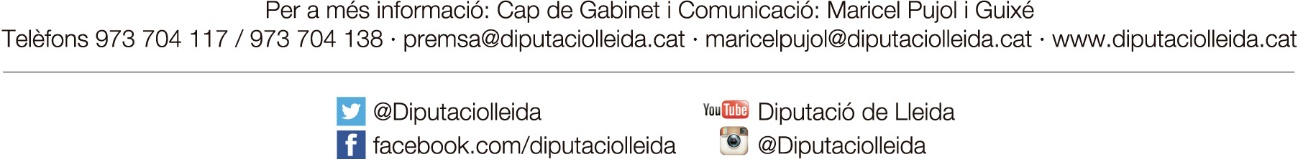 Per a més informació: Cap de Gabinet i Comunicació: Maricel Pujol i Guixé
Telèfons 973 704 117 / 973 704 138 · premsa@diputaciolleida.cat · maricelpujol@diputaciolleida.cat · www.diputaciolleida.cat
@Diputaciolleida
YouTube Diputació de Lleida
f facebook.com/diputaciolleida
@Diputaciolleida